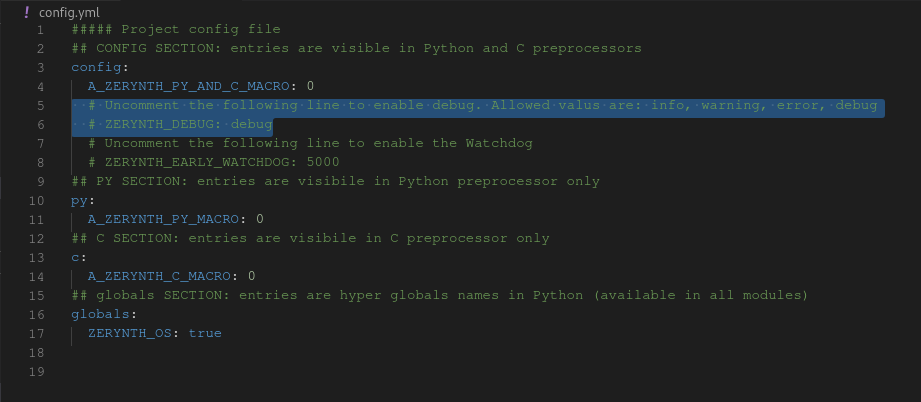 ! config.yml
1 ##### Project config file
2 ## CONFIG SECTION: entries are visible in Python and C preprocessors
3 config:
4 A_ZERYNTH_PY_AND_C_MACRO: 0
5 # Uncomment the following line to enable debug. Allowed valus are: info, warning, error, debug
6 # ZERYNTH_DEBUG: debug
7 # Uncomment the following line to enable the Watchdog
8 # ZERYNTH_EARLY_WATCHDOG: 5000
9 ## PY SECTION: entries are visibile in Python preprocessor only
10 py:
11 A_ZERYNTH_PY_MACRO: 0
12 ## C SECTION: entries are visibile in C preprocessor only
13 c:
14 A_ZERYNTH_C_MACRO: 0
15 ## globals SECTION: entries are hyper globals names in Python (available in all modules)
16 globals:
17 ZERYNTH_OS: true
18
19